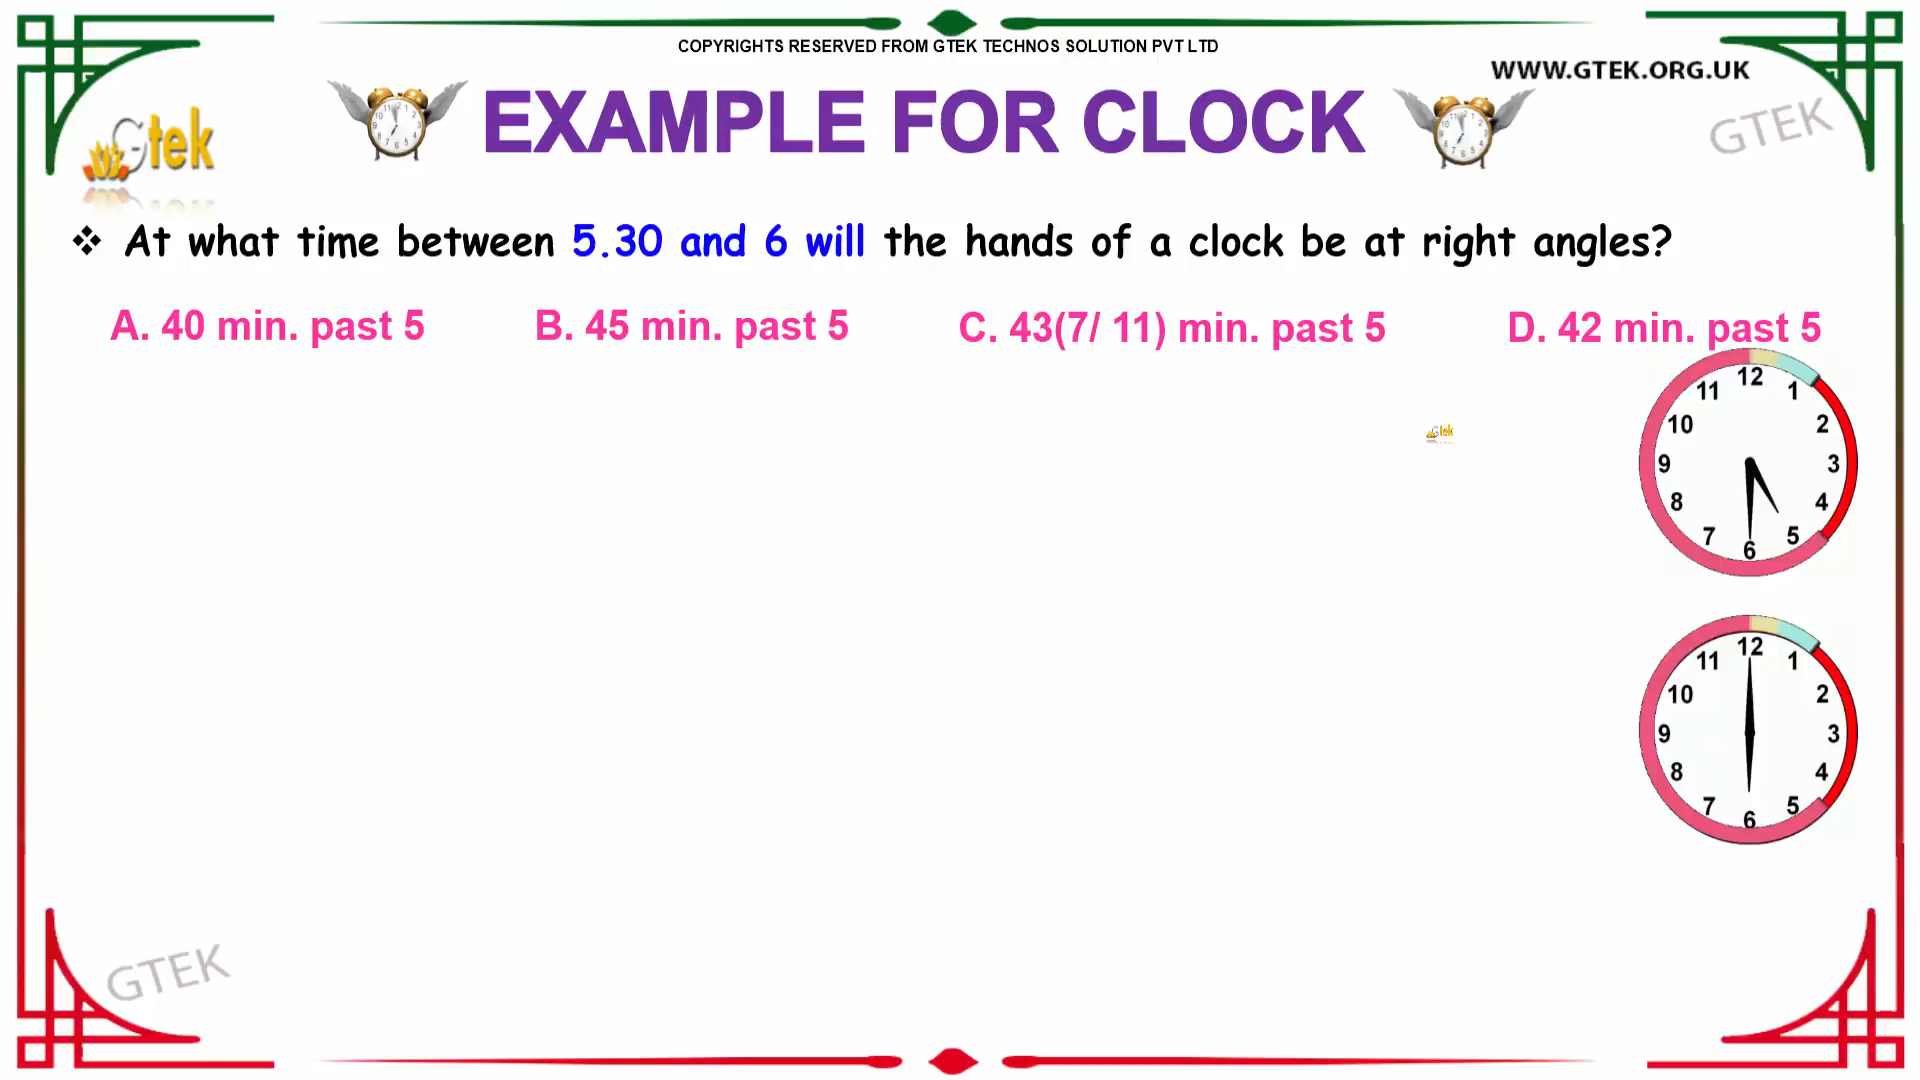 COPYRIGHTS RESERVED FROM GTEK TECHNOS SOLUTION PVT LTD
WWW.GTEK.ORG.UK
Gtek
EXAMPLE FOR CLOCK
GTEK
❖ At what time between 5.30 and 6 will the hands of a clock be at right angles?
A. 40 min. past 5 B. 45 min. past 5 C. 43(7/ 11) min. past 5 D. 42 min. past 5
12
11 1
10 2
9 3
8 4
7 5
6
Gtek
12
11 1
10 2
9 3
8 4
7 5
6
GTEK